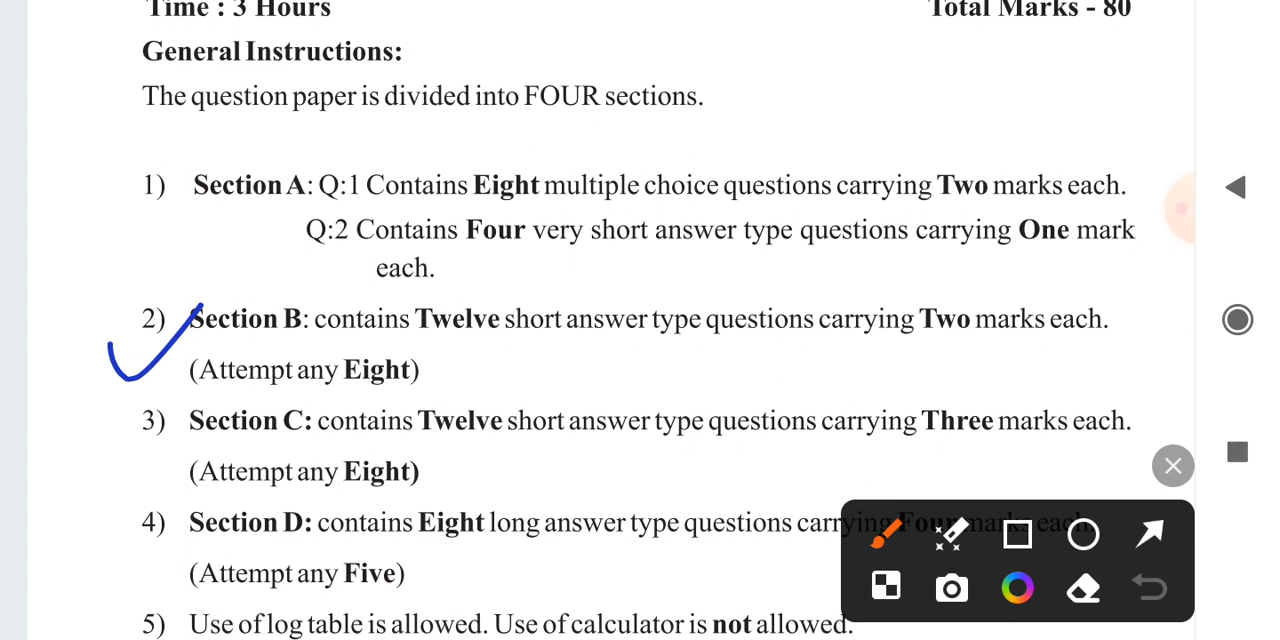 Time : 3 Hours Total Marks - 80
General Instructions:
The question paper is divided into FOUR sections.
1) Section A: Q:1 Contains Eight multiple choice questions carrying Two marks each.
Q:2 Contains Four very short answer type questions carrying One mark
each.
2) Section B: contains Twelve short answer type questions carrying Two marks each.
(Attempt any Eight)
3) Section C: contains Twelve short answer type questions carrying Three marks each.
(Attempt any Eight)
4) Section D: contains Eight long answer type questions carrying Four marks each.
(Attempt any Five)
5) Use of log table is allowed. Use of calculator is not allowed.